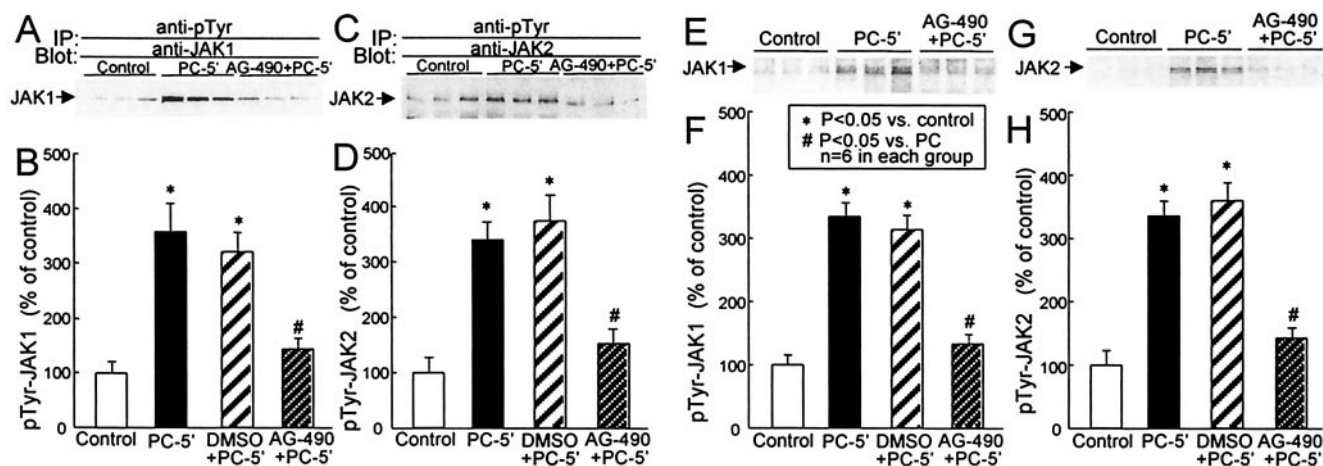 A
IP: anti-pTyr
Blot: anti-JAK1
Control PC-5' AG-490+PC-5'
JAK1
B
500
400
300
200
100
0
pTyr-JAK1 (% of control)
*
*
#
Control PC-5' DMSO +PC-5' AG-490 +PC-5'
C
IP: anti-pTyr
Blot: anti-JAK2
Control PC-5' AG-490+PC-5'
JAK2
D
500
400
300
200
100
0
pTyr-JAK2 (% of control)
*
*
#
Control PC-5' DMSO +PC-5' AG-490 +PC-5'
E
Control PC-5' AG-490 +PC-5'
JAK1
F
* P<0.05 vs. control
# P<0.05 vs. PC
n=6 in each group
500
400
300
200
100
0
pTyr-JAK1 (% of control)
*
*
#
Control PC-5' DMSO +PC-5' AG-490 +PC-5'
G
Control PC-5' AG-490 +PC-5'
JAK2
H
500
400
300
200
100
0
pTyr-JAK2 (% of control)
*
*
#
Control PC-5' DMSO +PC-5' AG-490 +PC-5'